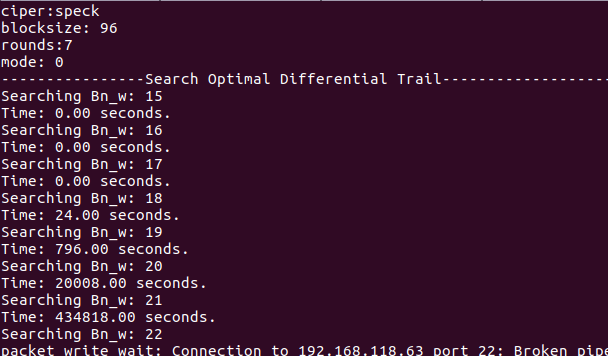 ciper:speck
blocksize: 96
rounds:7
mode: 0
----------------Search Optimal Differential Trail-------------------
Searching Bn_w: 15
Time: 0.00 seconds.
Searching Bn_w: 16
Time: 0.00 seconds.
Searching Bn_w: 17
Time: 0.00 seconds.
Searching Bn_w: 18
Time: 24.00 seconds.
Searching Bn_w: 19
Time: 796.00 seconds.
Searching Bn_w: 20
Time: 20008.00 seconds.
Searching Bn_w: 21
Time: 434818.00 seconds.
Searching Bn_w: 22
packet_write_wait: Connection to 192.168.118.63 port 22: Broken pipe